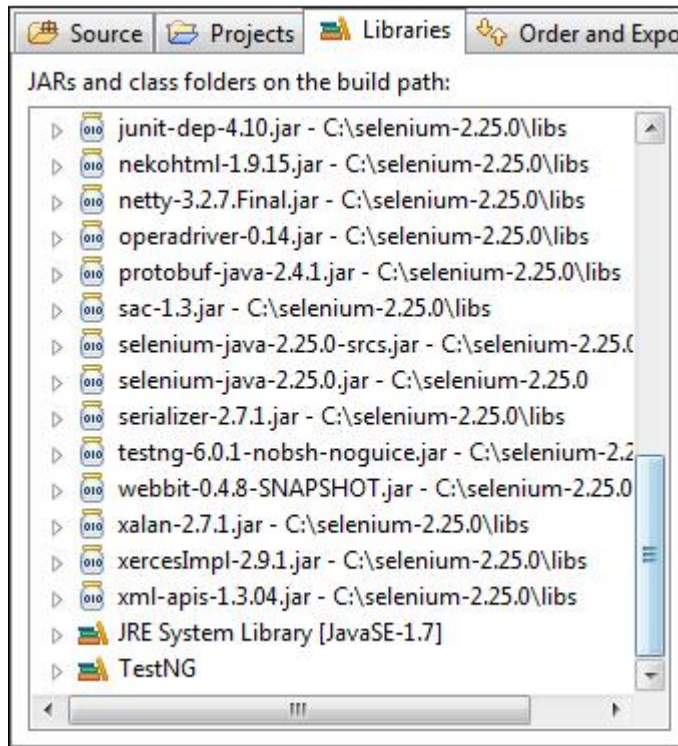 Source Projects Libraries Order and Expo
JARs and class folders on the build path:
junit-dep-4.10.jar - C:\selenium-2.25.0\libs
nekohtml-1.9.15.jar - C:\selenium-2.25.0\libs
netty-3.2.7.Final.jar - C:\selenium-2.25.0\libs
operadriver-0.14.jar - C:\selenium-2.25.0\libs
protobuf-java-2.4.1.jar - C:\selenium-2.25.0\libs
sac-1.3.jar - C:\selenium-2.25.0\libs
selenium-java-2.25.0-srcs.jar - C:\selenium-2.25.0
selenium-java-2.25.0.jar - C:\selenium-2.25.0
serializer-2.7.1.jar - C:\selenium-2.25.0\libs
testng-6.0.1-nobsh-noguice.jar - C:\selenium-2.2
webbit-0.4.8-SNAPSHOT.jar - C:\selenium-2.25.0
xalan-2.7.1.jar - C:\selenium-2.25.0\libs
xercesImpl-2.9.1.jar - C:\selenium-2.25.0\libs
xml-apis-1.3.04.jar - C:\selenium-2.25.0\libs
JRE System Library [JavaSE-1.7]
TestNG